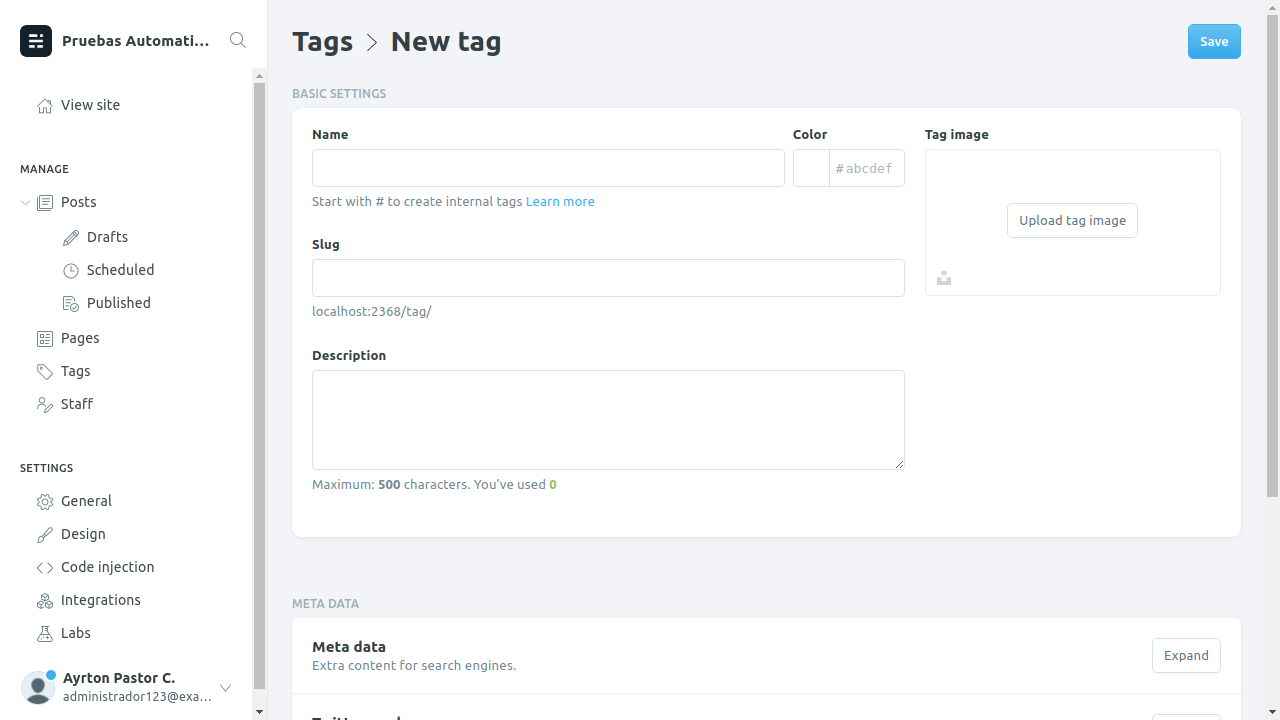 Pruebas Automati...
View site
MANAGE
Posts
Drafts
Scheduled
Published
Pages
Tags
Staff
SETTINGS
General
Design
Code injection
Integrations
Labs
Ayrton Pastor C.
administrador123@exa...
Tags > New tag
Save
BASIC SETTINGS
Name
Color
#abcdef
Start with # to create internal tags Learn more
Slug
localhost:2368/tag/
Description
Maximum: 500 characters. You’ve used 0
Tag image
Upload tag image
META DATA
Meta data
Extra content for search engines.
Expand